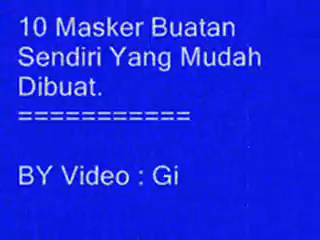 10 Masker Buatan
Sendiri Yang Mudah
Dibuat.
===========
BY Video : Gi